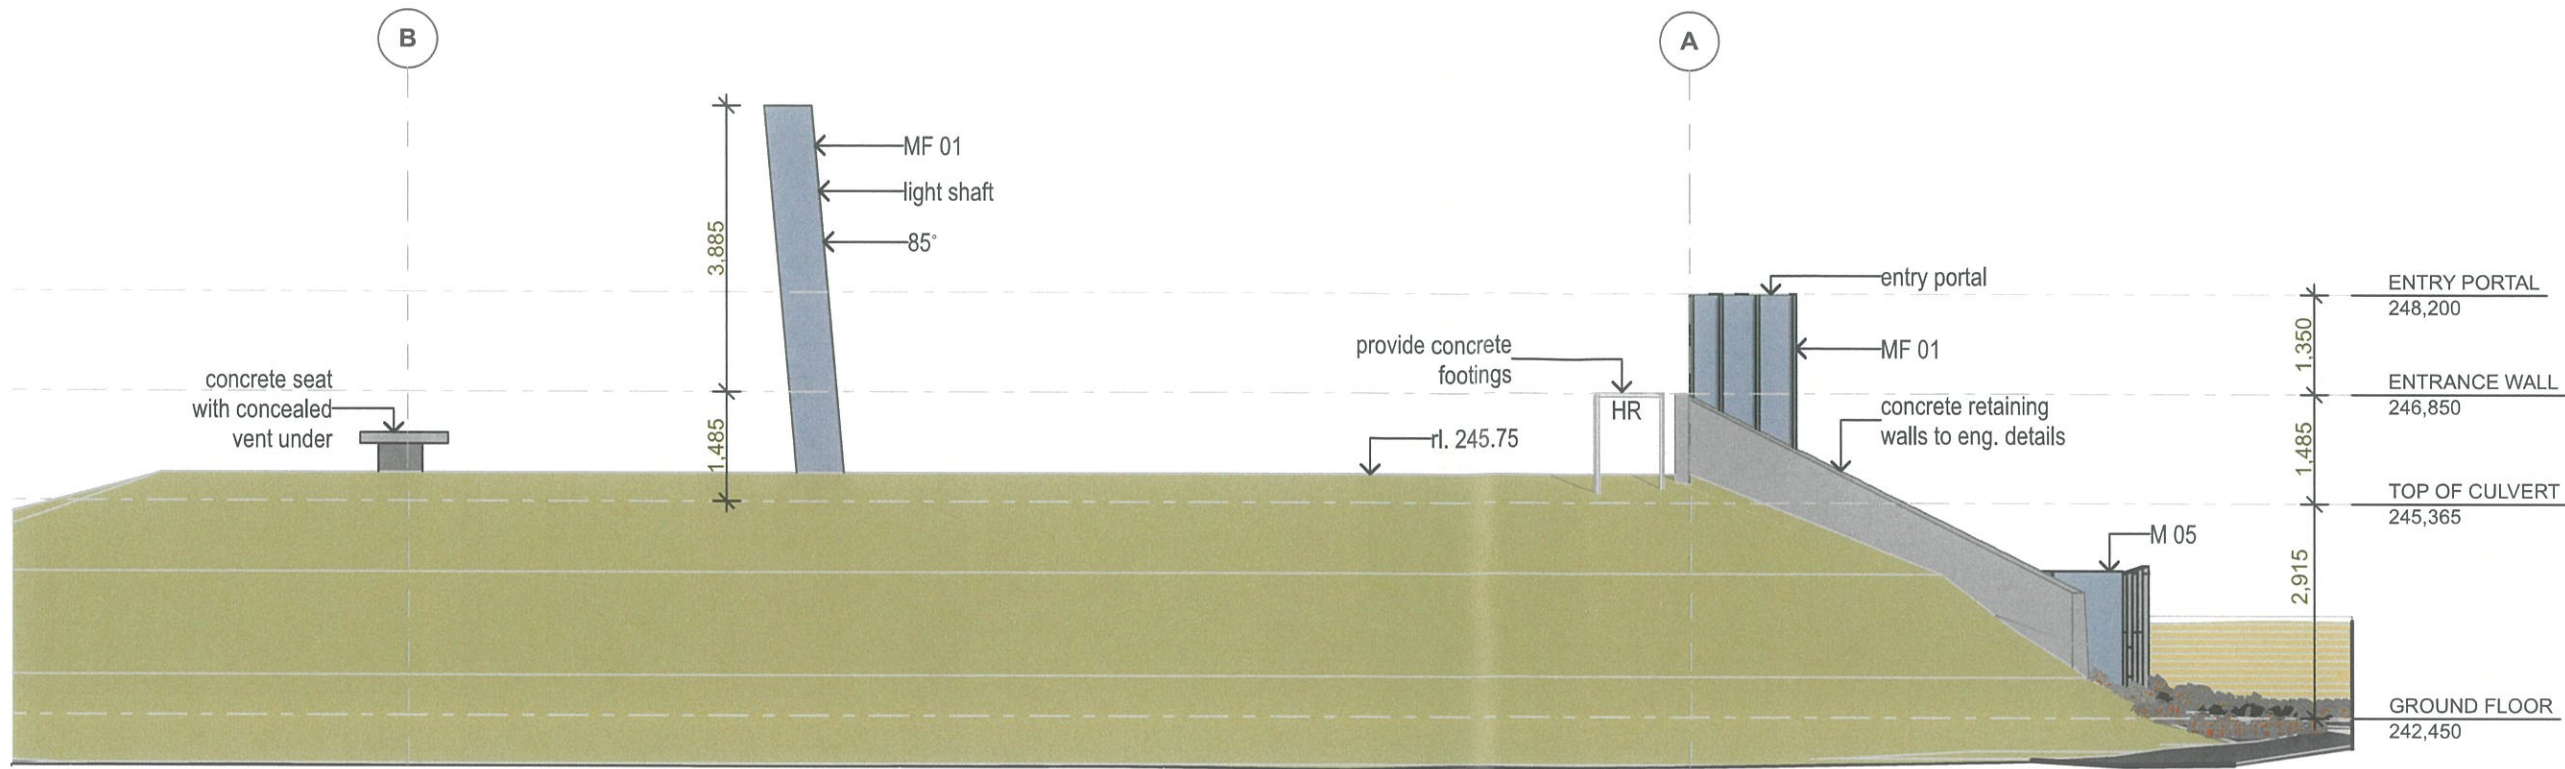 B
A
MF 01
light shaft
85°
3,885
1,485
concrete seat
with concealed
vent under
entry portal
MF 01
provide concrete
footings
HR
rl. 245.75
concrete retaining
walls to eng. details
M 05
1,350
1,485
2,915
ENTRY PORTAL
248,200
ENTRANCE WALL
246,850
TOP OF CULVERT
245,365
GROUND FLOOR
242,450